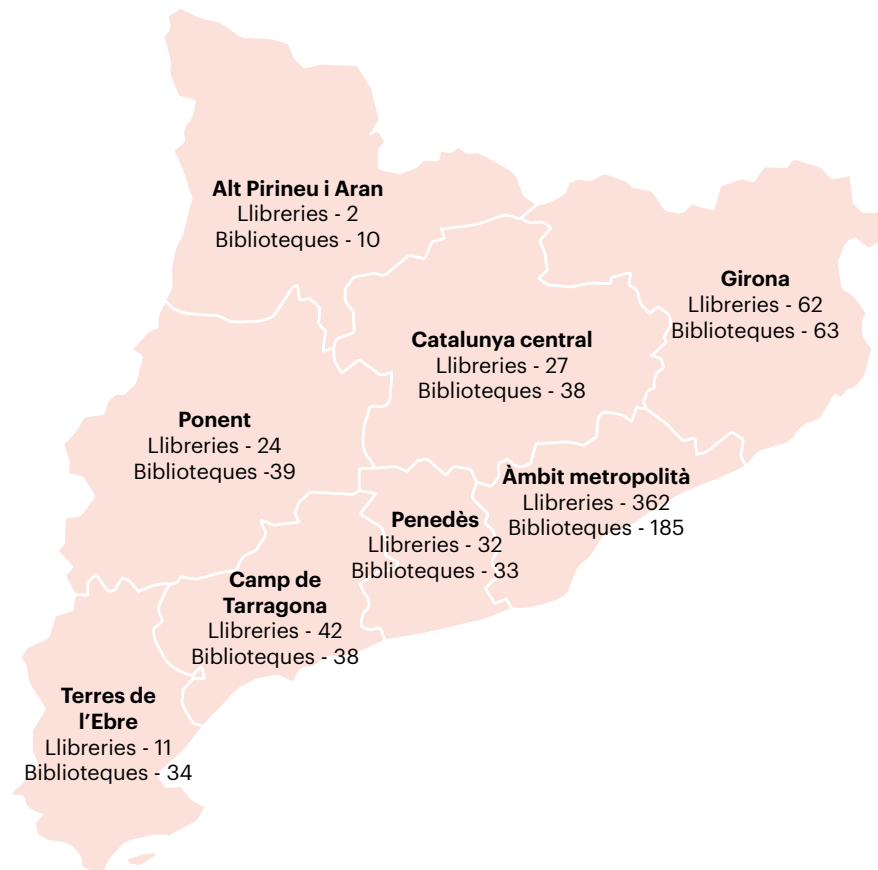 Alt Pirineu i Aran
Llibreries - 2
Biblioteques - 10
Girona
Llibreries - 62
Biblioteques - 63
Catalunya central
Llibreries - 27
Biblioteques - 38
Ponent
Llibreries - 24
Biblioteques -39
Àmbit metropolità
Llibreries - 362
Biblioteques - 185
Penedès
Llibreries - 32
Biblioteques - 33
Camp de
Tarragona
Llibreries - 42
Biblioteques - 38
Terres de
l'Ebre
Llibreries - 11
Biblioteques - 34